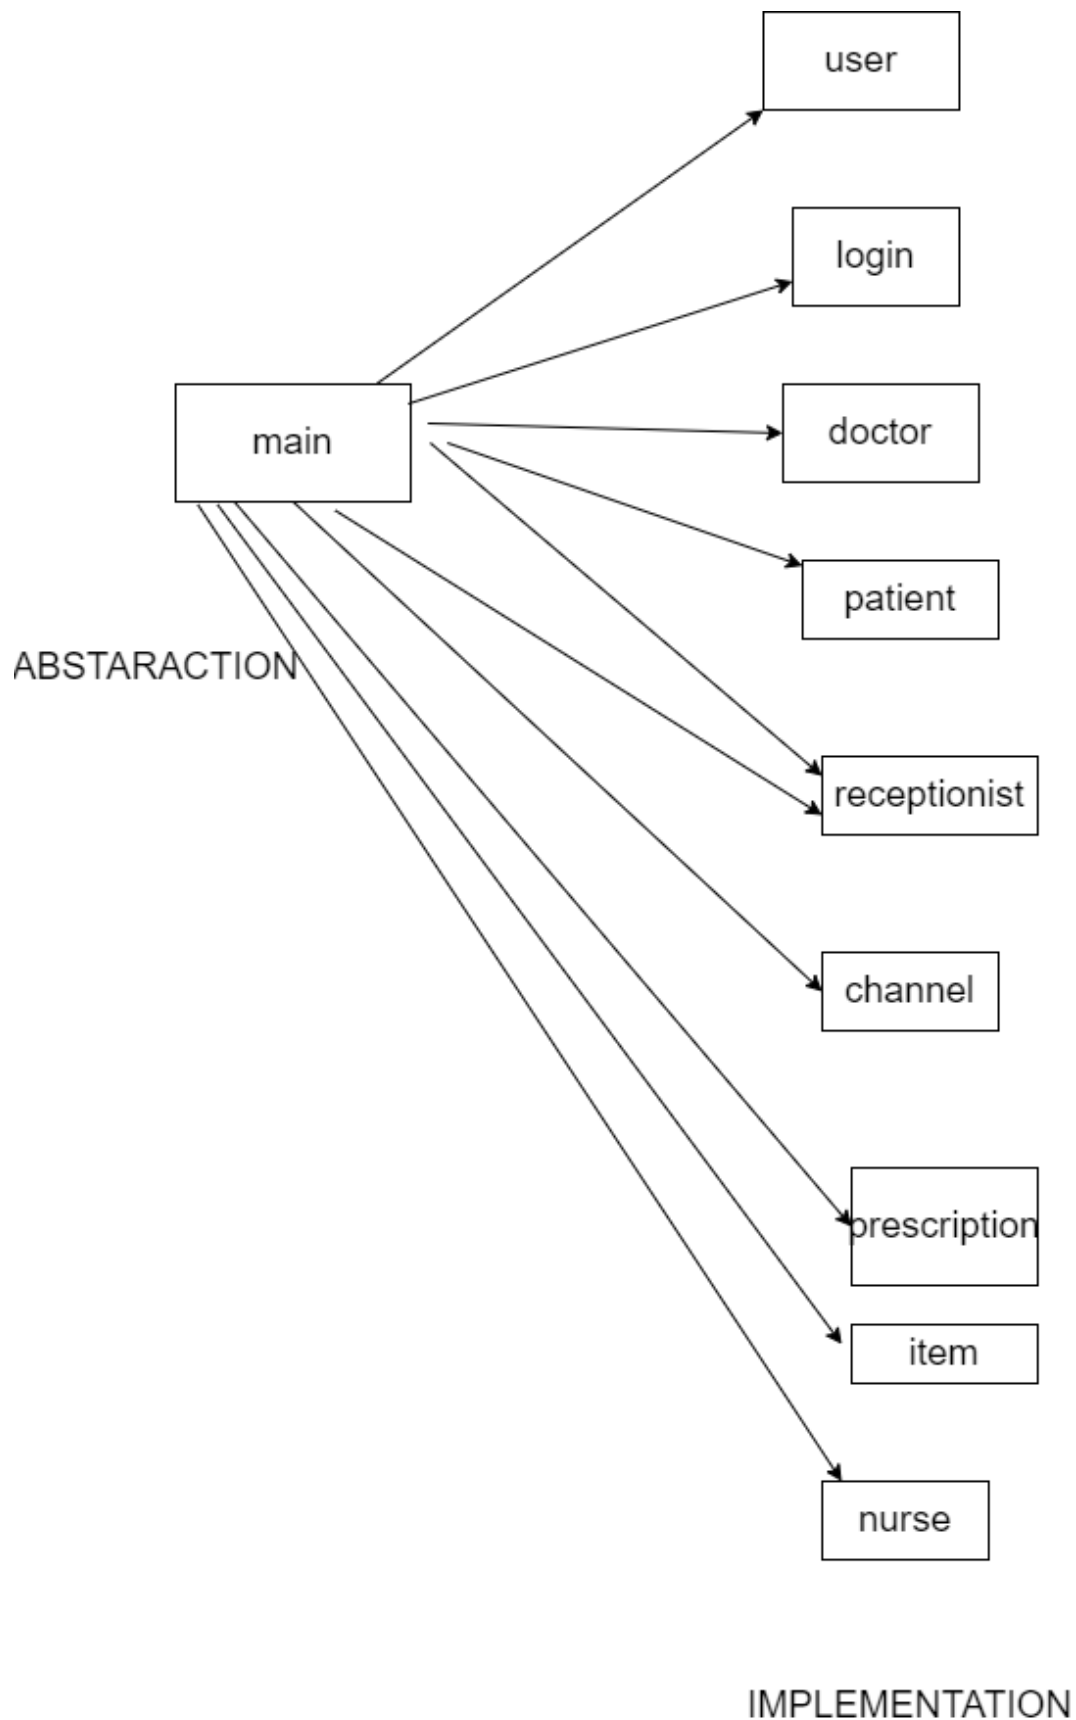 user
login
doctor
main
patient
ABSTARACTION
receptionist
channel
prescription
item
nurse
IMPLEMENTATION